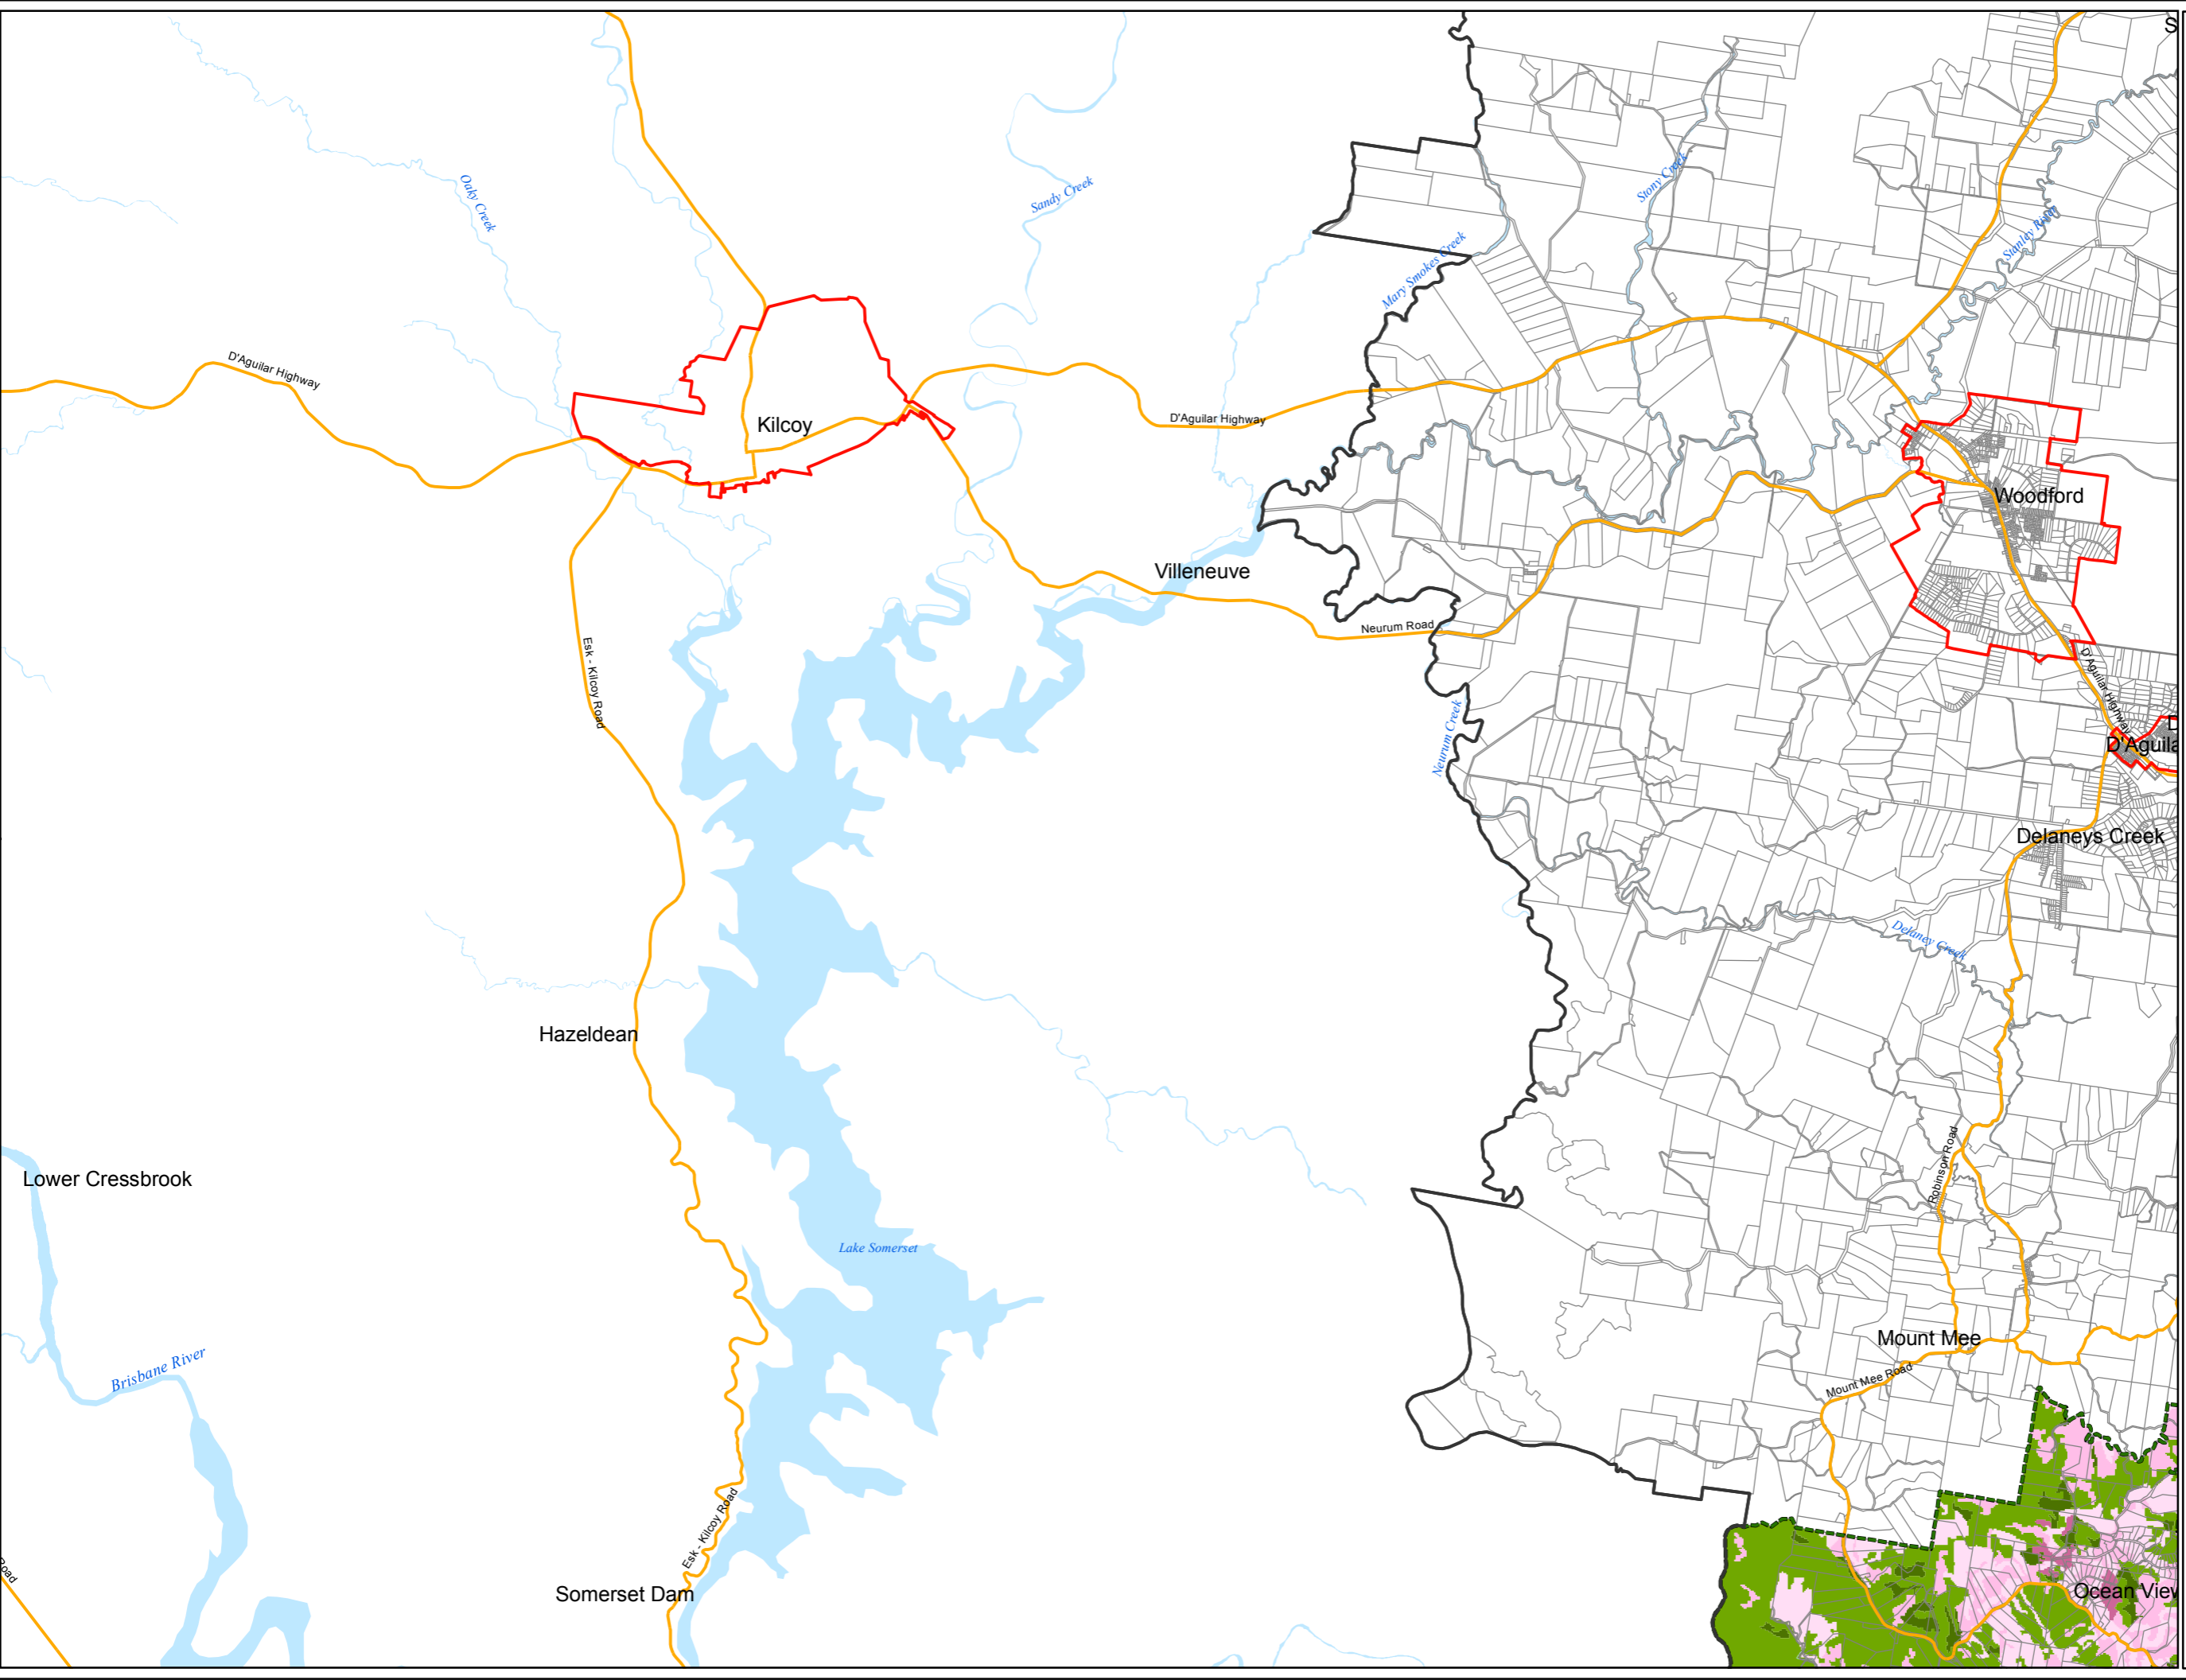 S
Oaky Creek
Sandy Creek
Stony Creek
Stanley River
Mary Smokes Creek
D'Aguilar Highway
Kilcoy
D'Aguilar Highway
Woodford
Villeneuve
Neurum Road
Esk - Kilcoy Road
D'Aguilar Highway
Neurum Creek
D
D'Aguila
Delaneys Creek
Delaney Creek
Hazeldean
Lower Cressbrook
Robinson Road
Lake Somerset
Mount Mee
Brisbane River
Mount Mee Road
Esk - Kilcoy Road
Road
Somerset Dam
Ocean View